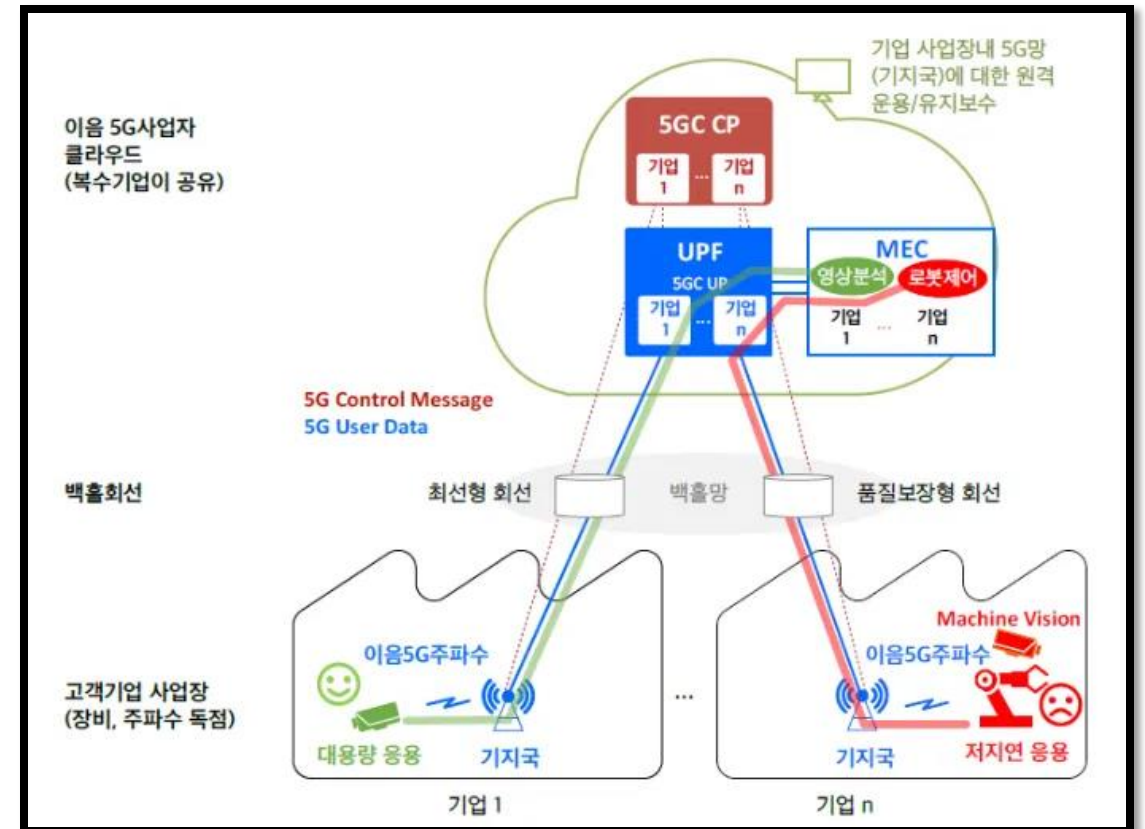 기업 사업장내 5G망
(기지국)에 대한 원격
운용/유지보수
이음 5G사업자
클라우드
(복수기업이 공유)
5GC CP
기업 ... 기업
1 n
UPF
5GC UP
기업 ... 기업
1 n
MEC
영상분석 로봇제어
기업 ... 기업
1 n
5G Control Message
5G User Data
백홀회선
최선형 회선
백홀망
품질보장형 회선
고객기업 사업장
(장비, 주파수 독점)
이음5G주파수
대용량 응용
기지국
...
Machine Vision
이음5G주파수
기지국
저지연 응용
기업 1
기업 n